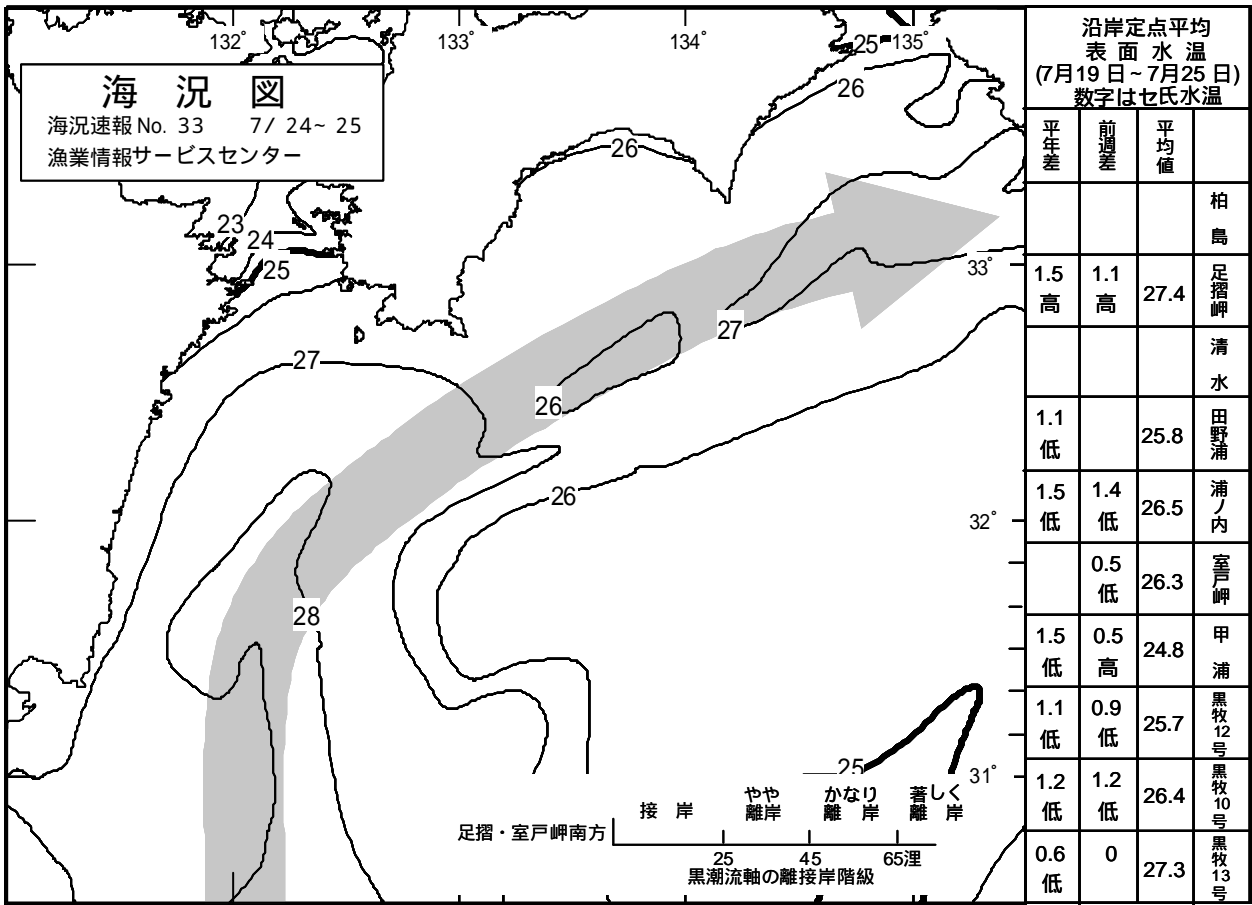 132° 133° 134° 135°
海 況 図
海況速報 No. 33 7/ 24~ 25
漁業情報サービスセンター
25
26
26
23
24
25
33°
27
27
26
26
32°
28
25
31°
接 岸 やや離岸 かなり離 岸 著しく離 岸
足摺・室戸岬南方
25 45 65浬
黒潮流軸の離接岸階級
沿岸定点平均
表 面 水 温
(7月19 日~7月25 日)
数字はセ氏水温
平年差 前週差 平均値
柏島
1.5高 1.1高 27.4 足摺岬
清水
1.1低 25.8 田野浦
1.5低 1.4低 26.5 浦ノ内
0.5低 26.3 室戸岬
1.5低 0.5高 24.8 甲浦
1.1低 0.9低 25.7 黒牧12号
1.2低 1.2低 26.4 黒牧10号
0.6低 0 27.3 黒牧13号